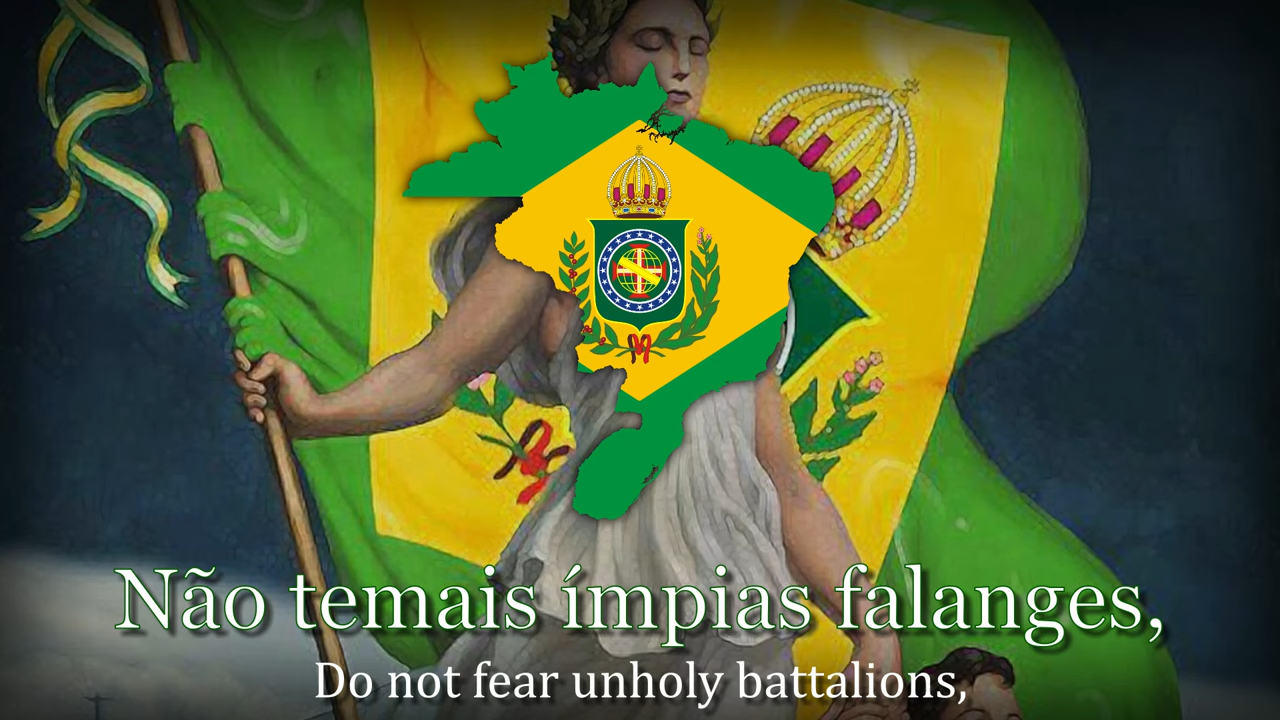 Não temais ímpias falanges,
Do not fear unholy battalions,